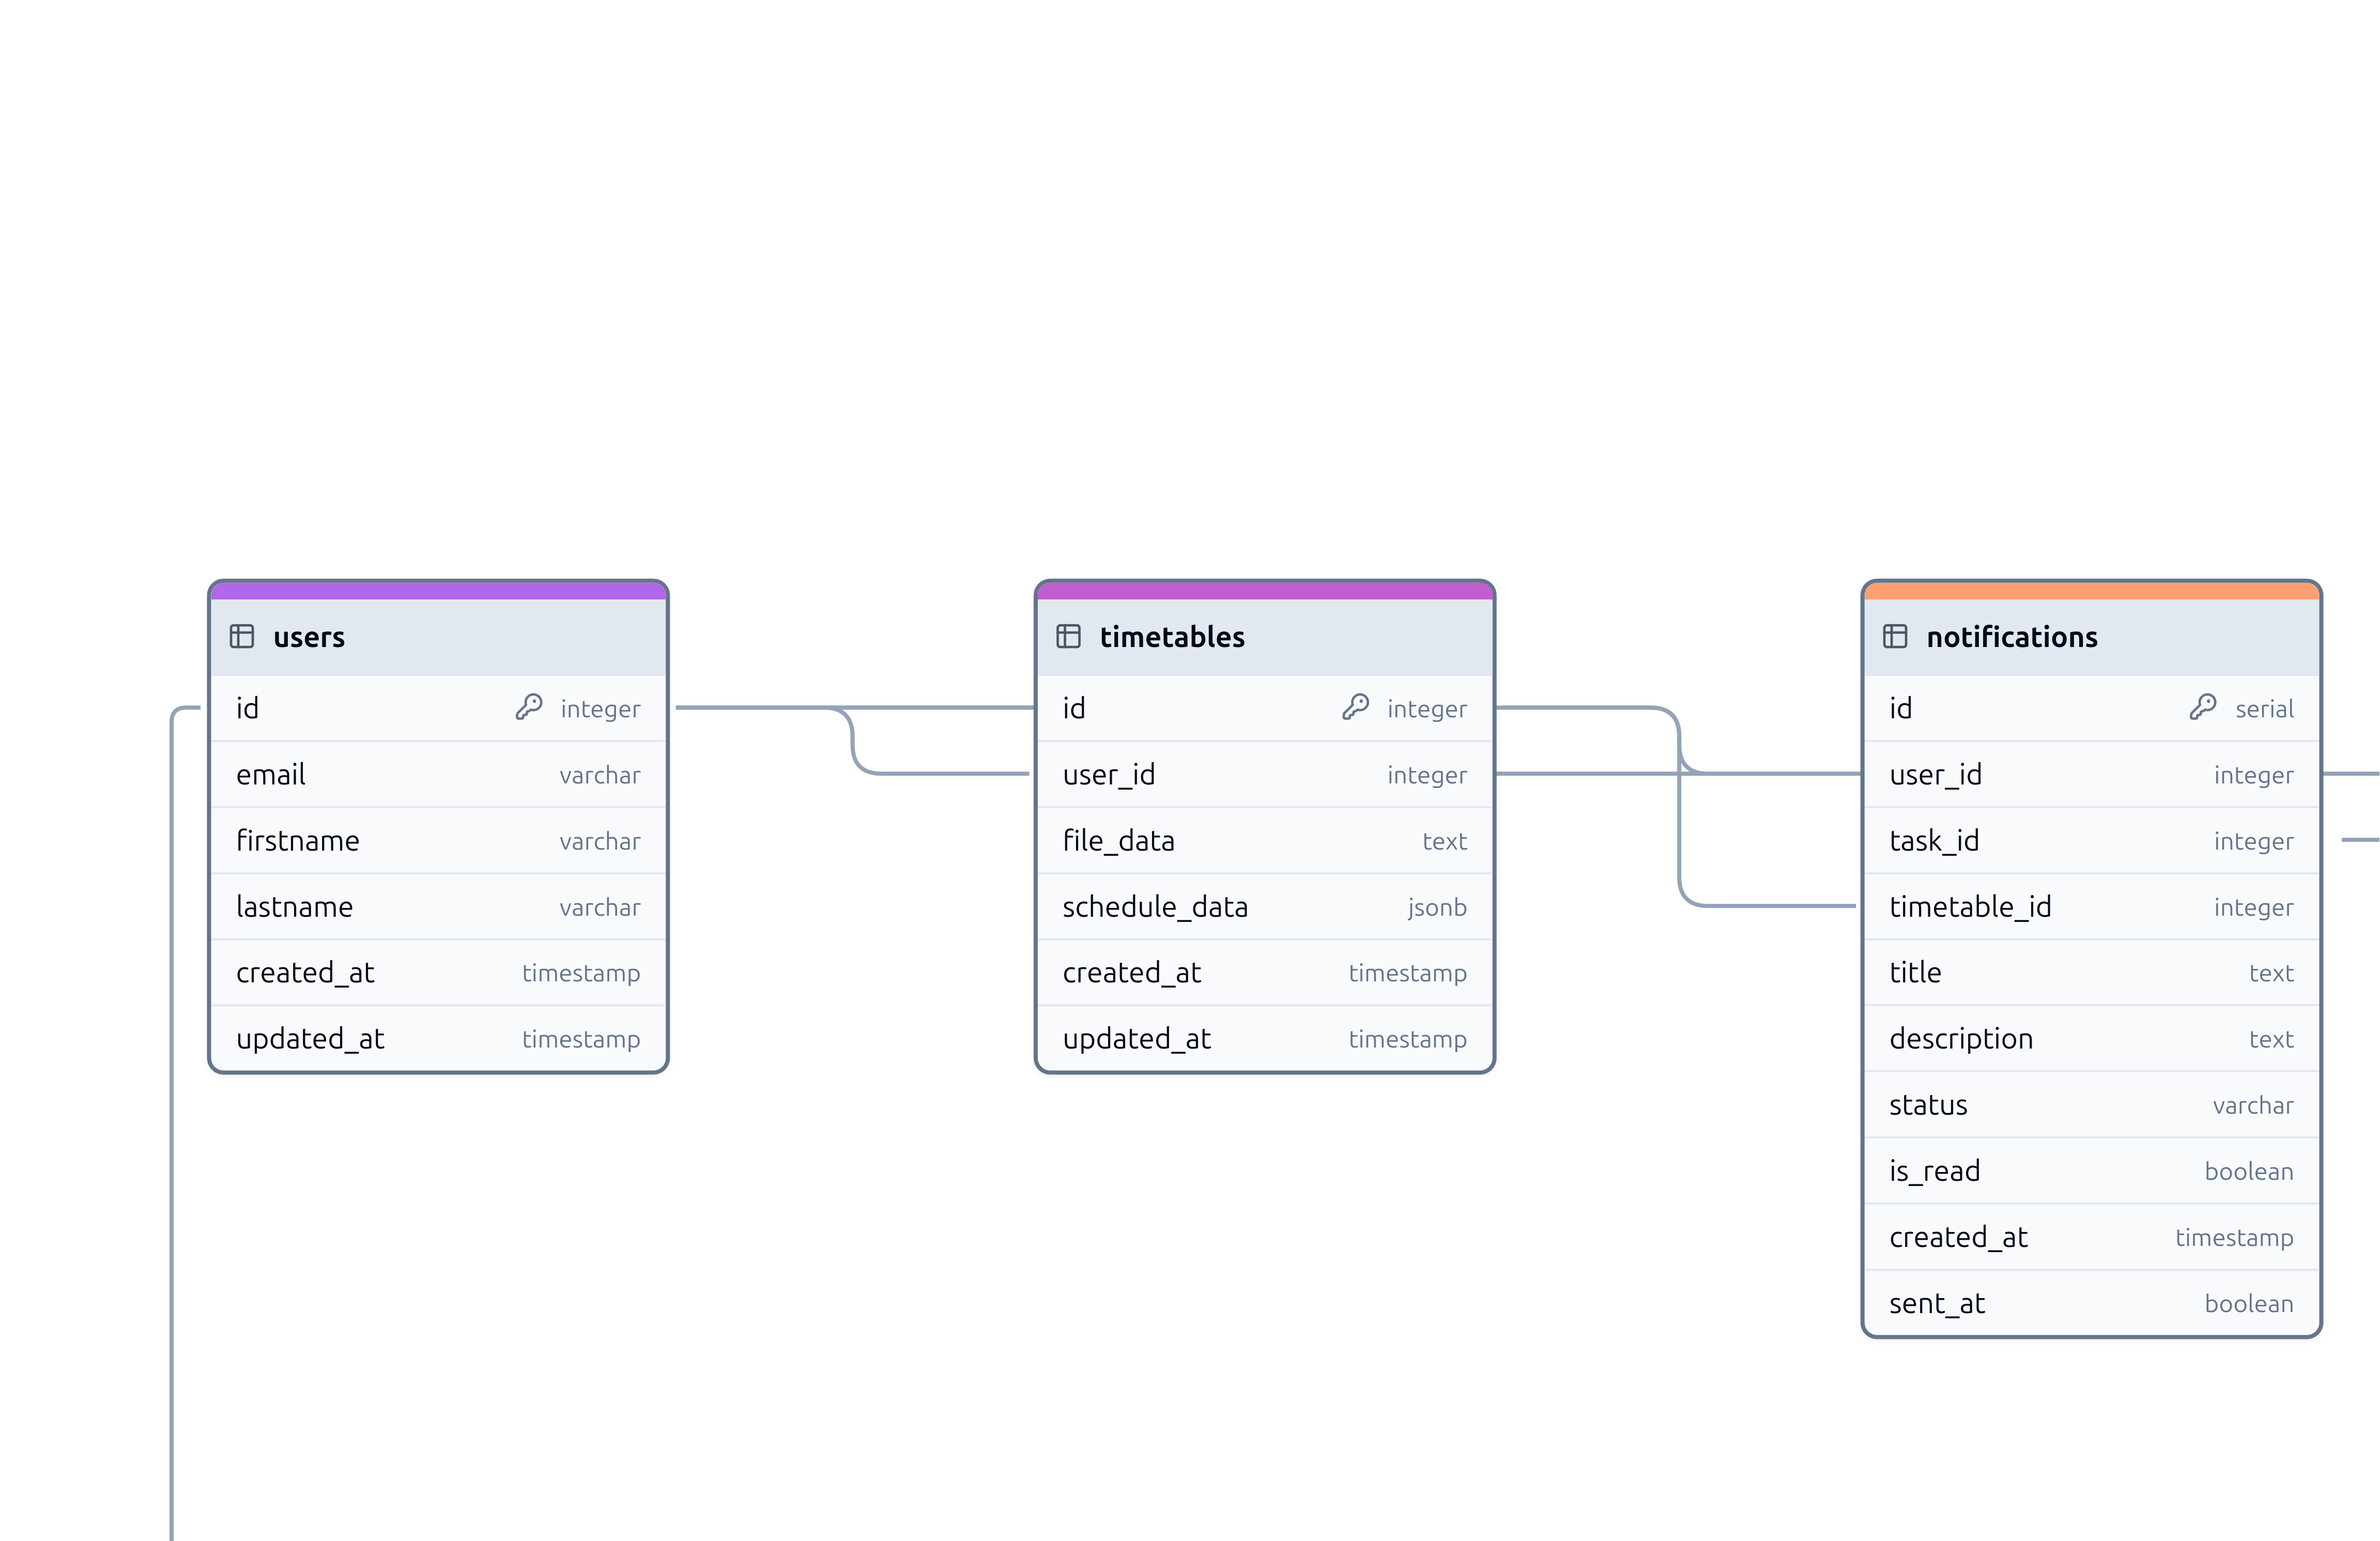 users
id integer
email varchar
firstname varchar
lastname varchar
created_at timestamp
updated_at timestamp
timetables
id integer
user_id integer
file_data text
schedule_data jsonb
created_at timestamp
updated_at timestamp
notifications
id serial
user_id integer
task_id integer
timetable_id integer
title text
description text
status varchar
is_read boolean
created_at timestamp
sent_at boolean